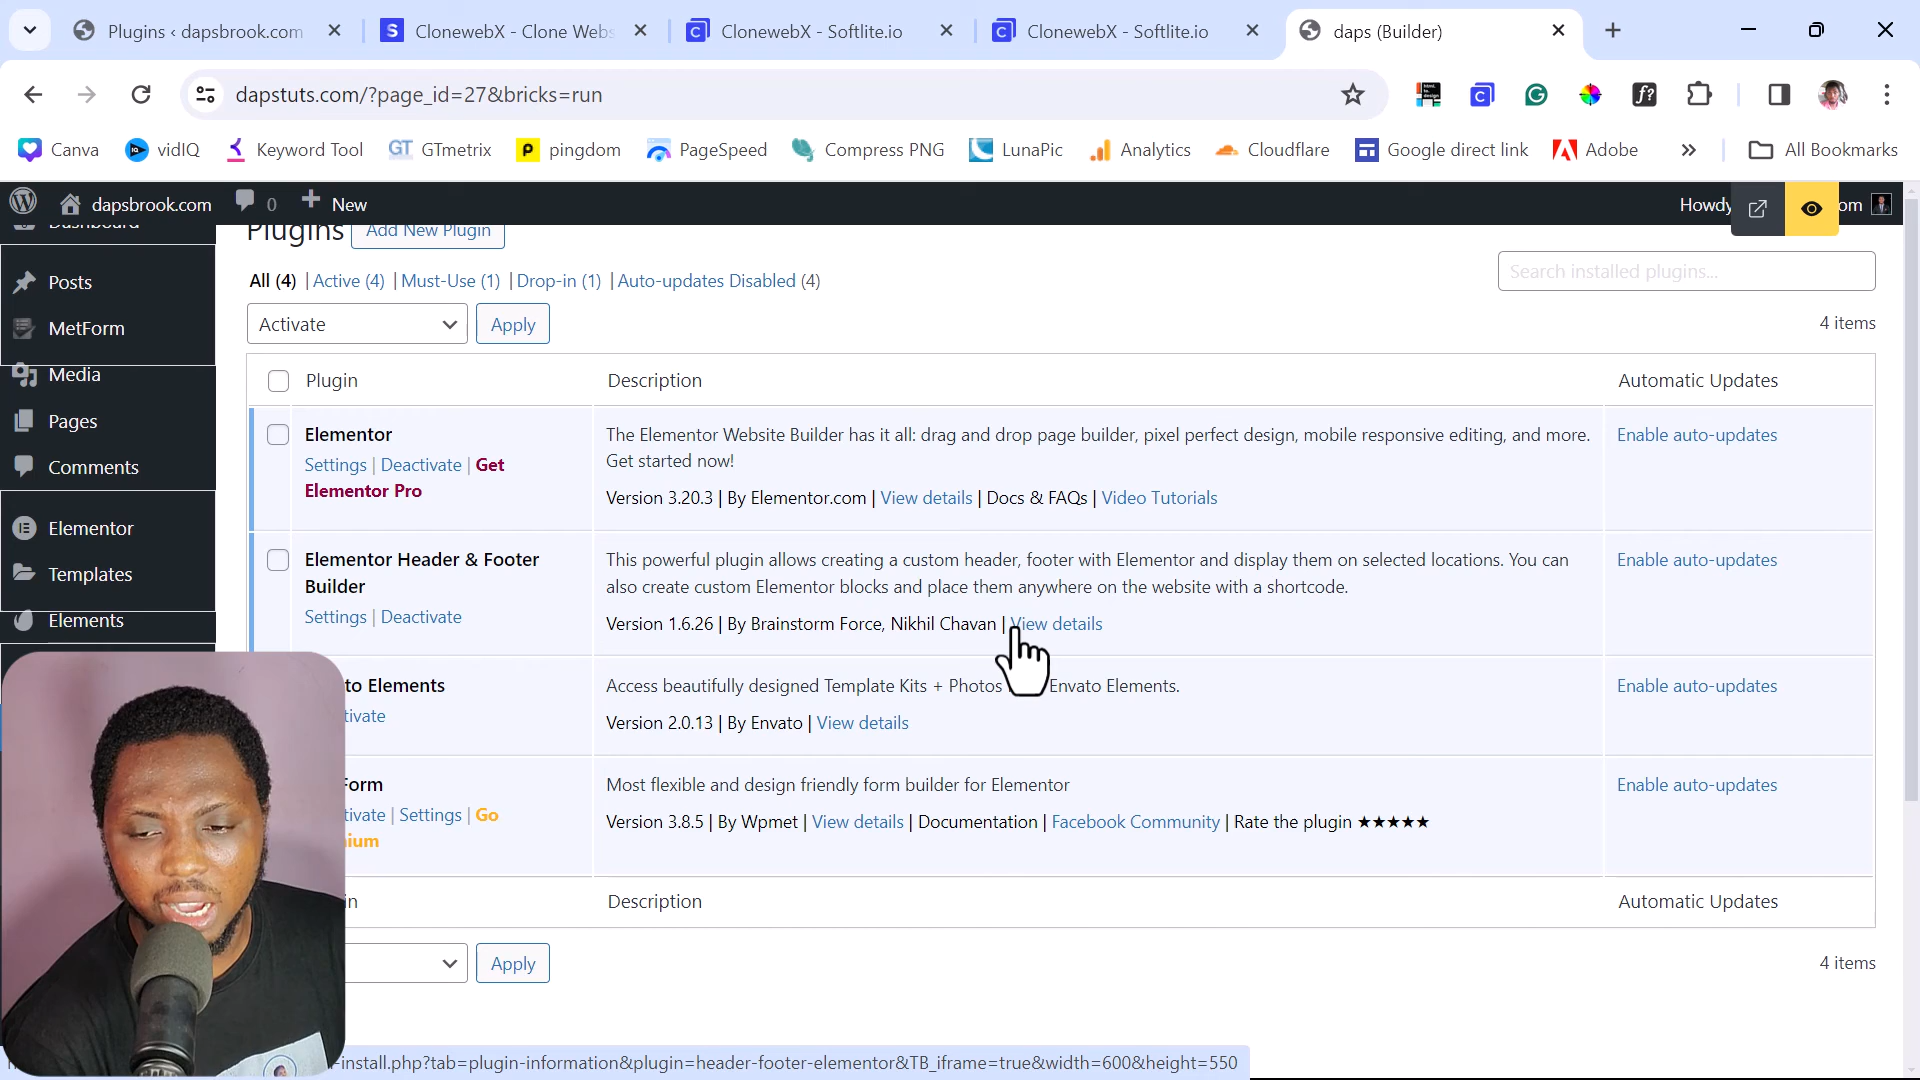 Plugins ‹ dapsbrook.com
ClonewebX - Clone Webs
ClonewebX - Softlite.io
ClonewebX - Softlite.io
daps (Builder)
dapstuts.com/?page_id=27&bricks=run
Canva
vidIQ
Keyword Tool
GTmetrix
pingdom
PageSpeed
Compress PNG
LunaPic
Analytics
Cloudflare
Google direct link
Adobe
All Bookmarks
dapsbrook.com
0
New
Howdy
om
Dashboard
Posts
MetForm
Media
Pages
Comments
Elementor
Templates
Elements
Plugins
Add New Plugin
All (4) | Active (4) | Must-Use (1) | Drop-in (1) | Auto-updates Disabled (4)
Search installed plugins...
Activate
Apply
4 items
Plugin
Description
Automatic Updates
Elementor
Settings | Deactivate | Get
Elementor Pro
The Elementor Website Builder has it all: drag and drop page builder, pixel perfect design, mobile responsive editing, and more.
Get started now!
Version 3.20.3 | By Elementor.com | View details | Docs & FAQs | Video Tutorials
Enable auto-updates
Elementor Header & Footer
Builder
Settings | Deactivate
This powerful plugin allows creating a custom header, footer with Elementor and display them on selected locations. You can
also create custom Elementor blocks and place them anywhere on the website with a shortcode.
Version 1.6.26 | By Brainstorm Force, Nikhil Chavan | View details
Enable auto-updates
to Elements
tivate
Access beautifully designed Template Kits + Photos Envato Elements.
Version 2.0.13 | By Envato | View details
Enable auto-updates
Form
tivate | Settings | Go
ium
Most flexible and design friendly form builder for Elementor
Version 3.8.5 | By Wpmet | View details | Documentation | Facebook Community | Rate the plugin ★★★★★
Enable auto-updates
in
Description
Automatic Updates
Apply
4 items
-install.php?tab=plugin-information&plugin=header-footer-elementor&TB_iframe=true&width=600&height=550